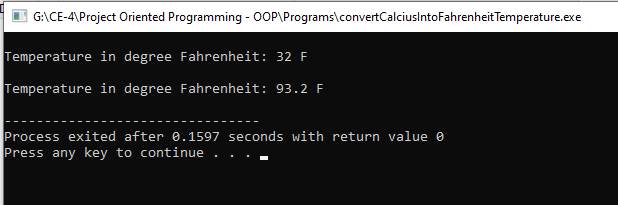 G:\CE-4\Project Oriented Programming - OOP\Programs\convertCalciusIntoFahrenheitTemperature.exe
Temperature in degree Fahrenheit: 32 F
Temperature in degree Fahrenheit: 93.2 F
--------------------------------
Process exited after 0.1597 seconds with return value 0
Press any key to continue . . .